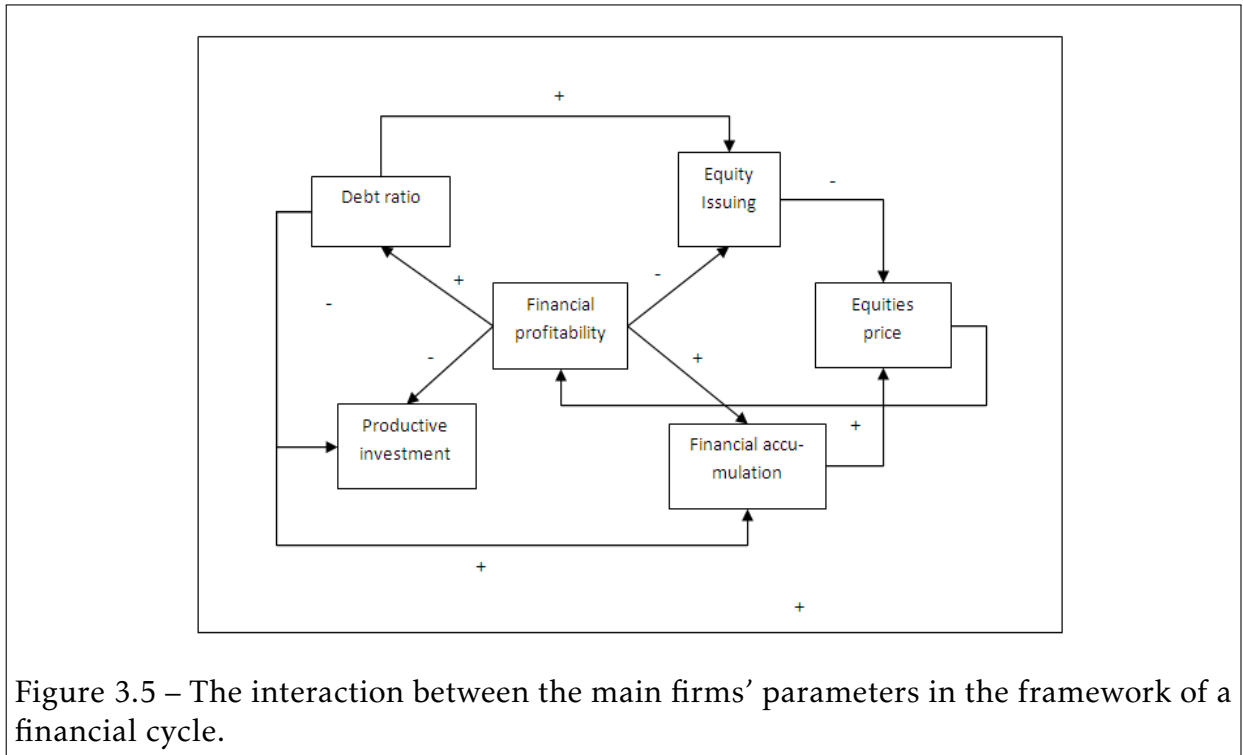 +
Equity
Issuing
-
Debt ratio
+
-
-
Financial
profitability
Equities
price
-
+
Productive
investment
+
Financial accu-
mulation
+
+
Figure 3.5 – The interaction between the main firms’ parameters in the framework of a
financial cycle.